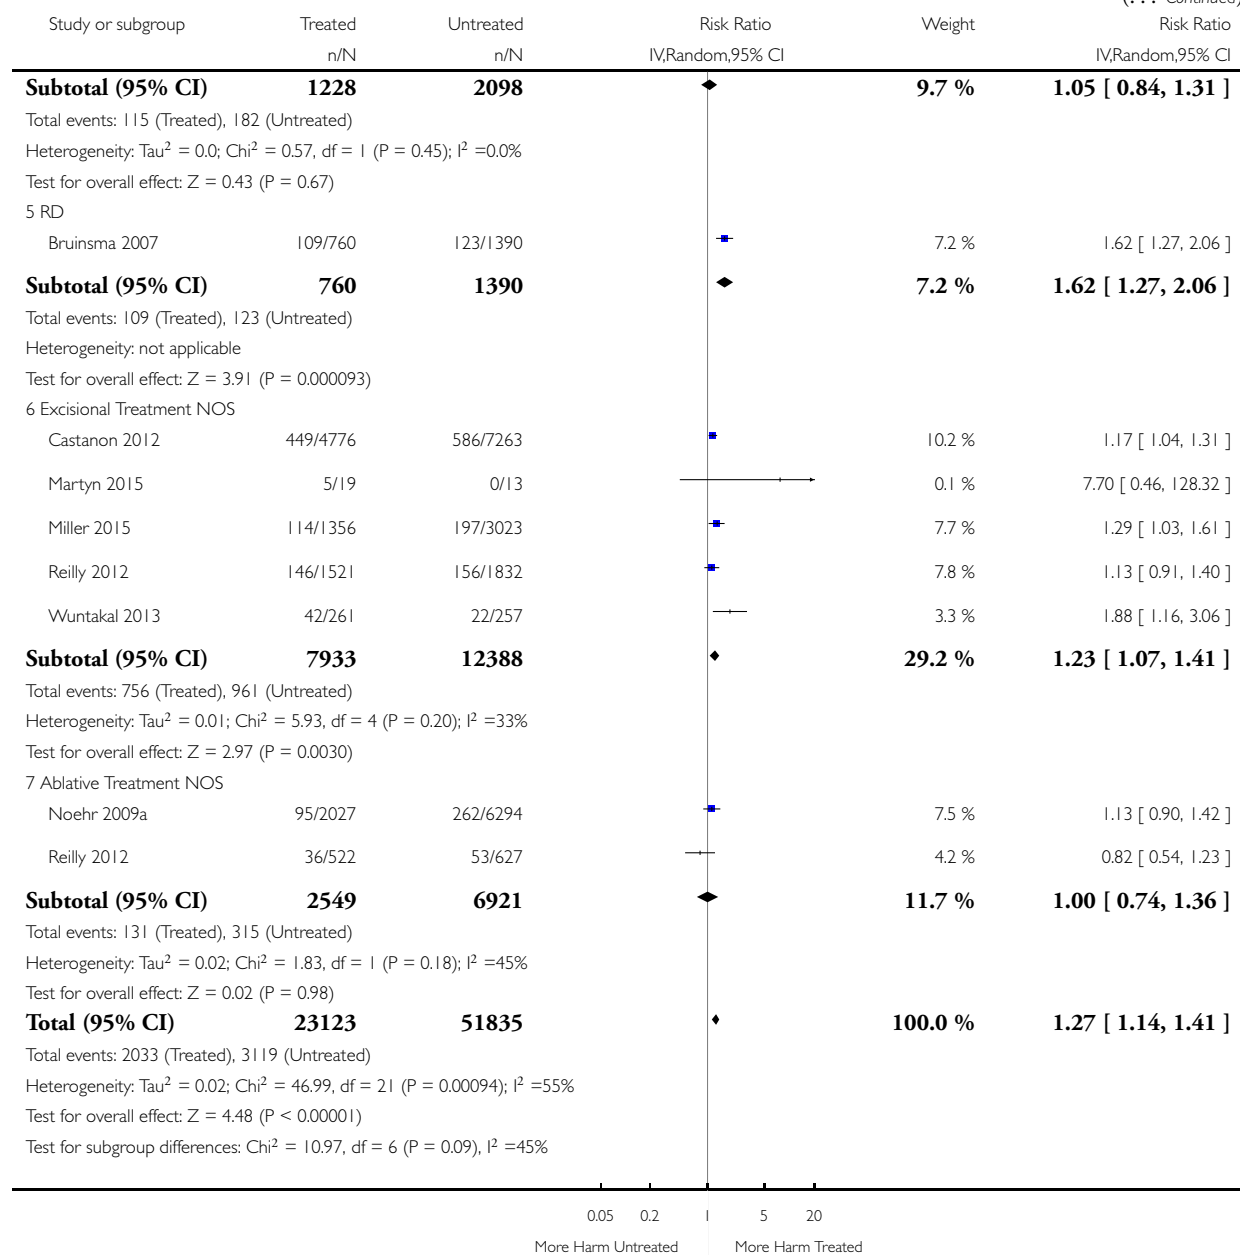 (... Continued)
Study or subgroup Treated Untreated Risk Ratio Weight Risk Ratio
n/N n/N IV,Random,95% CI IV,Random,95% CI
Subtotal (95% CI) 1228 2098 9.7 % 1.05 [ 0.84, 1.31 ]
Total events: 115 (Treated), 182 (Untreated)
Heterogeneity: Tau² = 0.0; Chi² = 0.57, df = 1 (P = 0.45); I² =0.0%
Test for overall effect: Z = 0.43 (P = 0.67)
5 RD
Bruinsma 2007 109/760 123/1390 7.2 % 1.62 [ 1.27, 2.06 ]
Subtotal (95% CI) 760 1390 7.2 % 1.62 [ 1.27, 2.06 ]
Total events: 109 (Treated), 123 (Untreated)
Heterogeneity: not applicable
Test for overall effect: Z = 3.91 (P = 0.000093)
6 Excisional Treatment NOS
Castanon 2012 449/4776 586/7263 10.2 % 1.17 [ 1.04, 1.31 ]
Martyn 2015 5/19 0/13 0.1 % 7.70 [ 0.46, 128.32 ]
Miller 2015 114/1356 197/3023 7.7 % 1.29 [ 1.03, 1.61 ]
Reilly 2012 146/1521 156/1832 7.8 % 1.13 [ 0.91, 1.40 ]
Wuntakal 2013 42/261 22/257 3.3 % 1.88 [ 1.16, 3.06 ]
Subtotal (95% CI) 7933 12388 29.2 % 1.23 [ 1.07, 1.41 ]
Total events: 756 (Treated), 961 (Untreated)
Heterogeneity: Tau² = 0.01; Chi² = 5.93, df = 4 (P = 0.20); I² =33%
Test for overall effect: Z = 2.97 (P = 0.0030)
7 Ablative Treatment NOS
Noehr 2009a 95/2027 262/6294 7.5 % 1.13 [ 0.90, 1.42 ]
Reilly 2012 36/522 53/627 4.2 % 0.82 [ 0.54, 1.23 ]
Subtotal (95% CI) 2549 6921 11.7 % 1.00 [ 0.74, 1.36 ]
Total events: 131 (Treated), 315 (Untreated)
Heterogeneity: Tau² = 0.02; Chi² = 1.83, df = 1 (P = 0.18); I² =45%
Test for overall effect: Z = 0.02 (P = 0.98)
Total (95% CI) 23123 51835 100.0 % 1.27 [ 1.14, 1.41 ]
Total events: 2033 (Treated), 3119 (Untreated)
Heterogeneity: Tau² = 0.02; Chi² = 46.99, df = 21 (P = 0.00094); I² =55%
Test for overall effect: Z = 4.48 (P < 0.00001)
Test for subgroup differences: Chi² = 10.97, df = 6 (P = 0.09), I² =45%
0.05 0.2 1 5 20
More Harm Untreated More Harm Treated